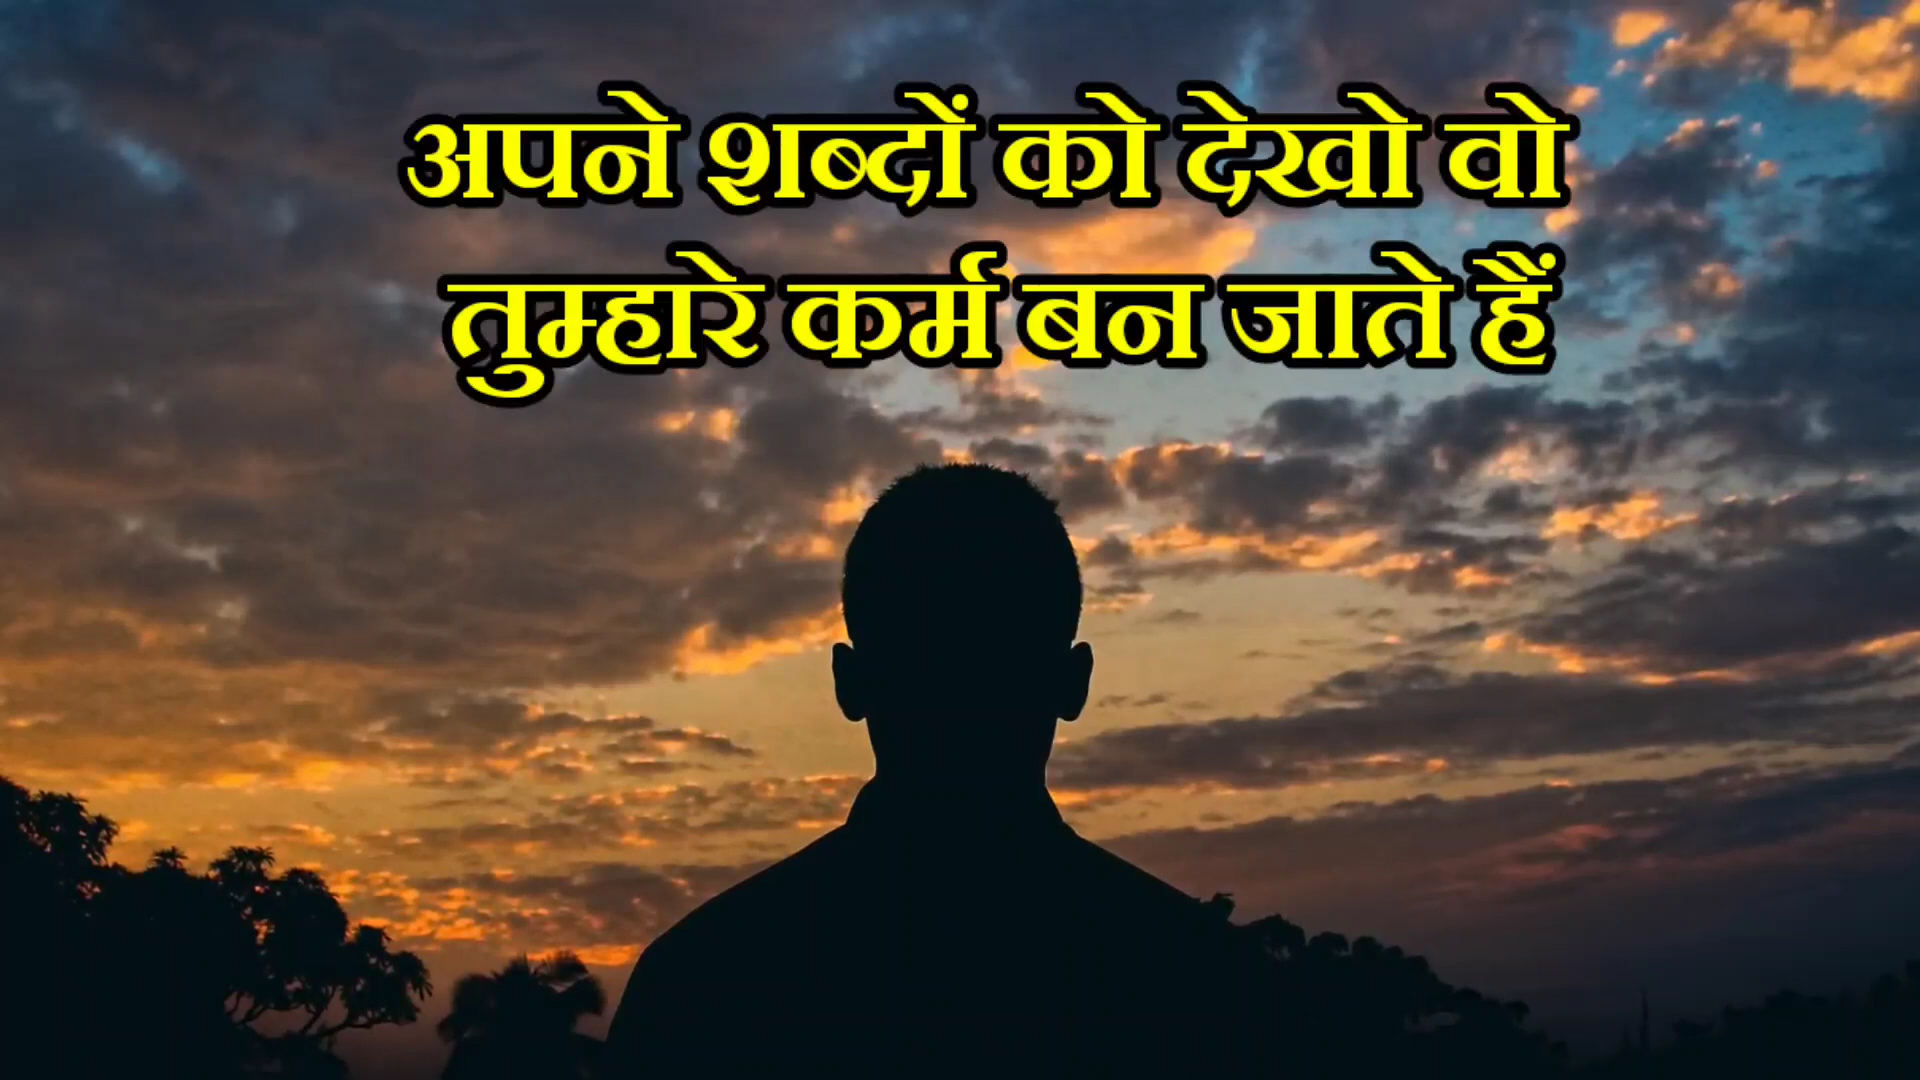 अपने शब्दों को देखो वो
तुम्हारे कर्म बन जाते हैं